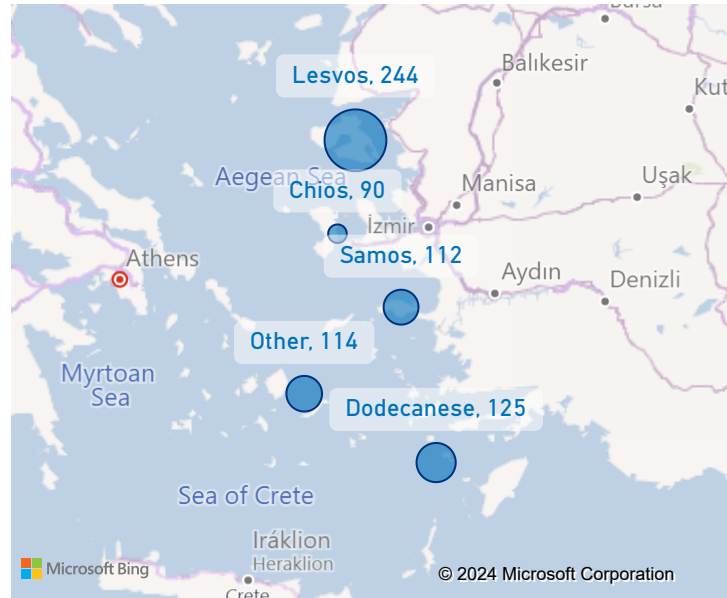 Bursa
Lesvos, 244
Balıkesir
Kut
Aegean Sea
Chios, 90
Manisa
Uşak
İzmir
Athens
Samos, 112
Aydın
Denizli
Other, 114
Myrtoan
Sea
Dodecanese, 125
Sea of Crete
Iráklion
Heraklion
Microsoft Bing
© 2024 Microsoft Corporation
Crete